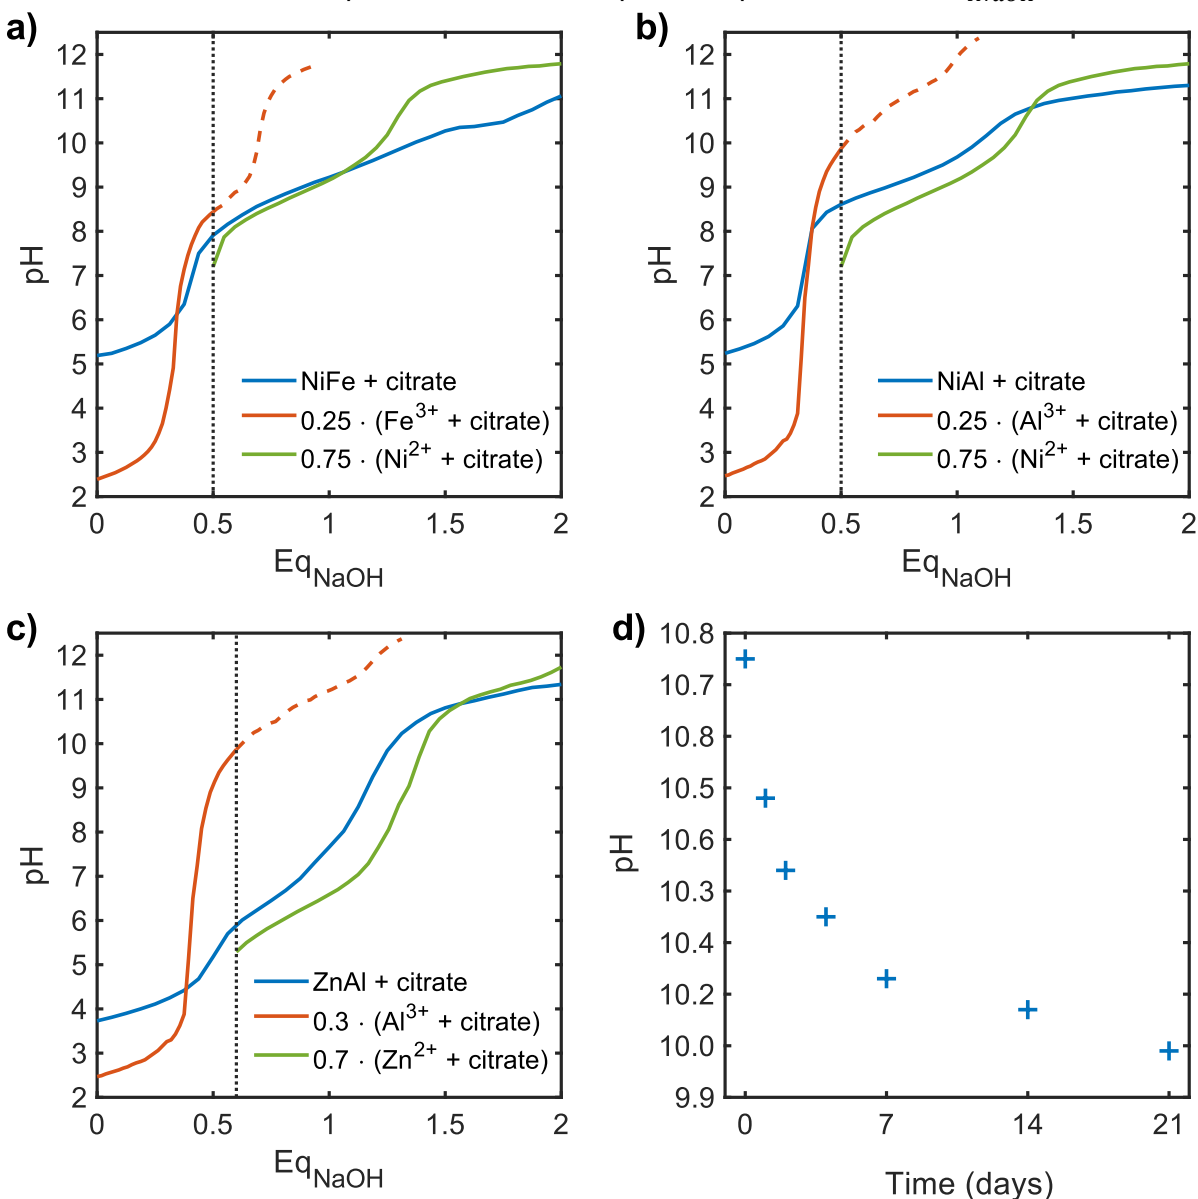 a)
12
11
10
9
8
7
6
5
4
3
2
pH
NiFe + citrate
0.25 · (Fe3+ + citrate)
0.75 · (Ni2+ + citrate)
0 0.5 1 1.5 2
EqNaOH
b)
12
11
10
9
8
7
6
5
4
3
2
pH
NiAl + citrate
0.25 · (Al3+ + citrate)
0.75 · (Ni2+ + citrate)
0 0.5 1 1.5 2
EqNaOH
c)
12
11
10
9
8
7
6
5
4
3
2
pH
ZnAl + citrate
0.3 · (Al3+ + citrate)
0.7 · (Zn2+ + citrate)
0 0.5 1 1.5 2
EqNaOH
d)
10.8
10.7
10.8
10.5
10.6
10.3
10.4
10.2
10.0
9.9
pH
0 7 14 21
Time (days)